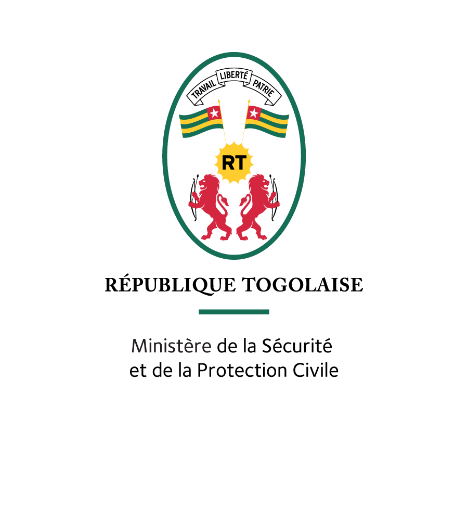 TRAVAIL LIBERTÉ PATRIE
RT
RÉPUBLIQUE TOGOLAISE
Ministère de la Sécurité
et de la Protection Civile